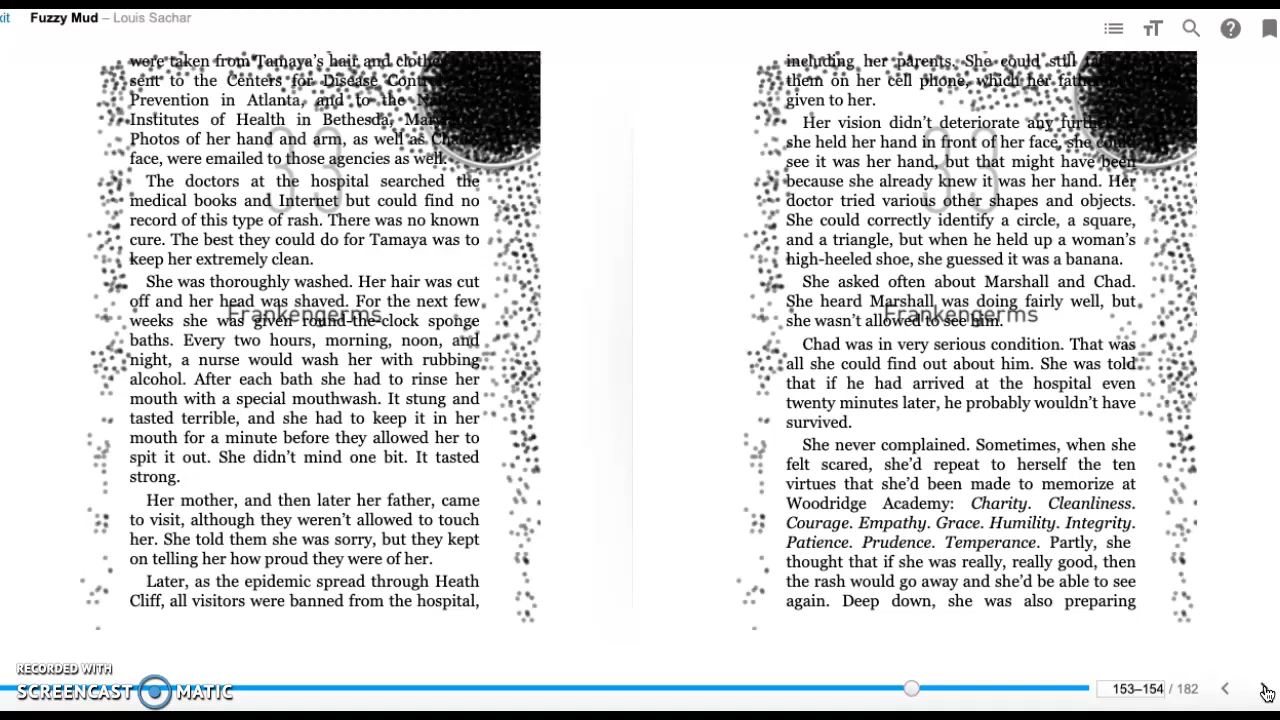 xit Fuzzy Mud – Louis Sachar
were taken from Tamaya's hair and
sent to the Centers for Disease
Prevention in Atlanta, and to the
Institutes of Health in Bethesda,
Photos of her hand and arm, as well as
face, were emailed to those agencies as well.
The doctors at the hospital searched the
medical books and Internet but could find no
record of this type of rash. There was no known
cure. The best they could do for Tamaya was to
keep her extremely clean.
She was thoroughly washed. Her hair was cut
off and her head was shaved. For the next few
weeks she was given round-the-clock sponge
baths. Every two hours, morning, noon, and
night, a nurse would wash her with rubbing
alcohol. After each bath she had to rinse her
mouth with a special mouthwash. It stung and
tasted terrible, and she had to keep it in her
mouth for a minute before they allowed her to
spit it out. She didn't mind one bit. It tasted
strong.
Her mother, and then later her father, came
to visit, although they weren't allowed to touch
her. She told them she was sorry, but they kept
on telling her how proud they were of her.
Later, as the epidemic spread through Heath
Cliff, all visitors were banned from the hospital,
33
Frankengerms
including her parents. She could still
them on her cell phone, which her
given to her.
Her vision didn't deteriorate any
she held her hand in front of her face, she could
see it was her hand, but that might have been
because she already knew it was her hand. Her
doctor tried various other shapes and objects.
She could correctly identify a circle, a square,
and a triangle, but when he held up a woman's
high-heeled shoe, she guessed it was a banana.
She asked often about Marshall and Chad.
She heard Marshall was doing fairly well, but
she wasn't allowed to see him.
Chad was in very serious condition. That was
all she could find out about him. She was told
that if he had arrived at the hospital even
twenty minutes later, he probably wouldn't have
survived.
She never complained. Sometimes, when she
felt scared, she'd repeat to herself the ten
virtues that she'd been made to memorize at
Woodridge Academy: Charity. Cleanliness.
Courage. Empathy. Grace. Humility. Integrity.
Patience. Prudence. Temperance. Partly, she
thought that if she was really, really good, then
the rash would go away and she'd be able to see
again. Deep down, she was also preparing
33
Frankengerms
RECORDED WITH
SCREENCAST MATIC
153–154 / 182